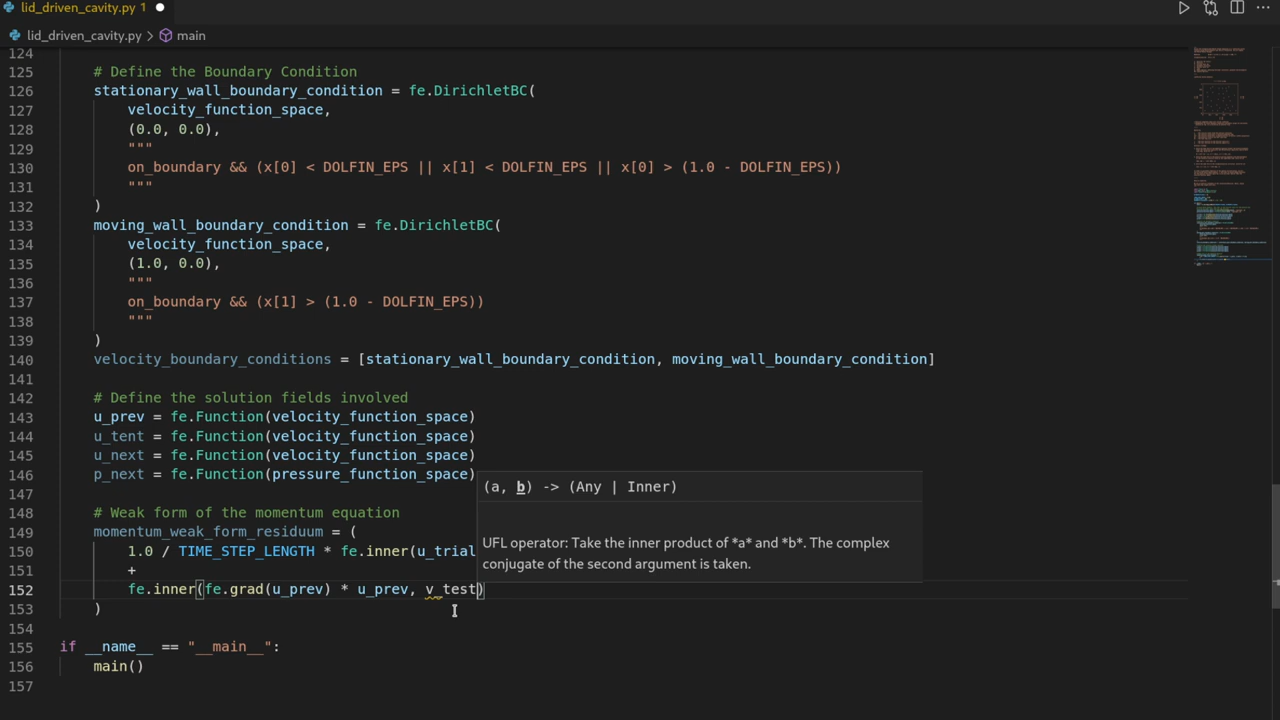 lid_driven_cavity.py 1
lid_driven_cavity.py > main
124
125 # Define the Boundary Condition
126 stationary_wall_boundary_condition = fe.DirichletBC(
127 velocity_function_space,
128 (0.0, 0.0),
129 """
130 on_boundary && (x[0] < DOLFIN_EPS || x[1] < DOLFIN_EPS || x[0] > (1.0 - DOLFIN_EPS))
131 """
132 )
133 moving_wall_boundary_condition = fe.DirichletBC(
134 velocity_function_space,
135 (1.0, 0.0),
136 """
137 on_boundary && (x[1] > (1.0 - DOLFIN_EPS))
138 """
139 )
140 velocity_boundary_conditions = [stationary_wall_boundary_condition, moving_wall_boundary_condition]
141
142 # Define the solution fields involved
143 u_prev = fe.Function(velocity_function_space)
144 u_tent = fe.Function(velocity_function_space)
145 u_next = fe.Function(velocity_function_space)
146 p_next = fe.Function(pressure_function_space)
147 (a, b) -> (Any | Inner)
148 # Weak form of the momentum equation
149 momentum_weak_form_residuum = (
UFL operator: Take the inner product of *a* and *b*. The complex
150 1.0 / TIME_STEP_LENGTH * fe.inner(u_trial
conjugate of the second argument is taken.
151 +
152 fe.inner(fe.grad(u_prev) * u_prev, v_test)
153 )
154
155 if __name__ == "__main__":
156 main()
157